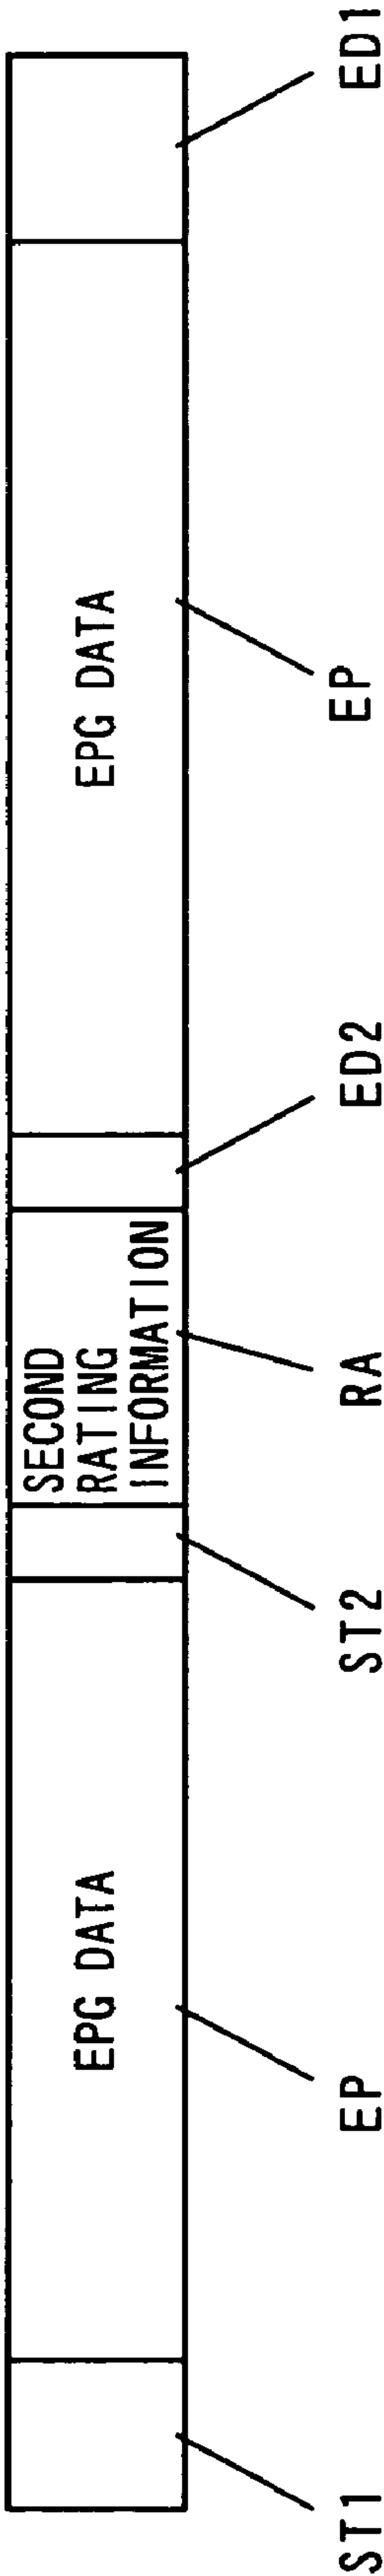 EPG DATA
SECOND
RATING
INFORMATION
EPG DATA
ST1
EP
ST2
RA
ED2
EP
ED1